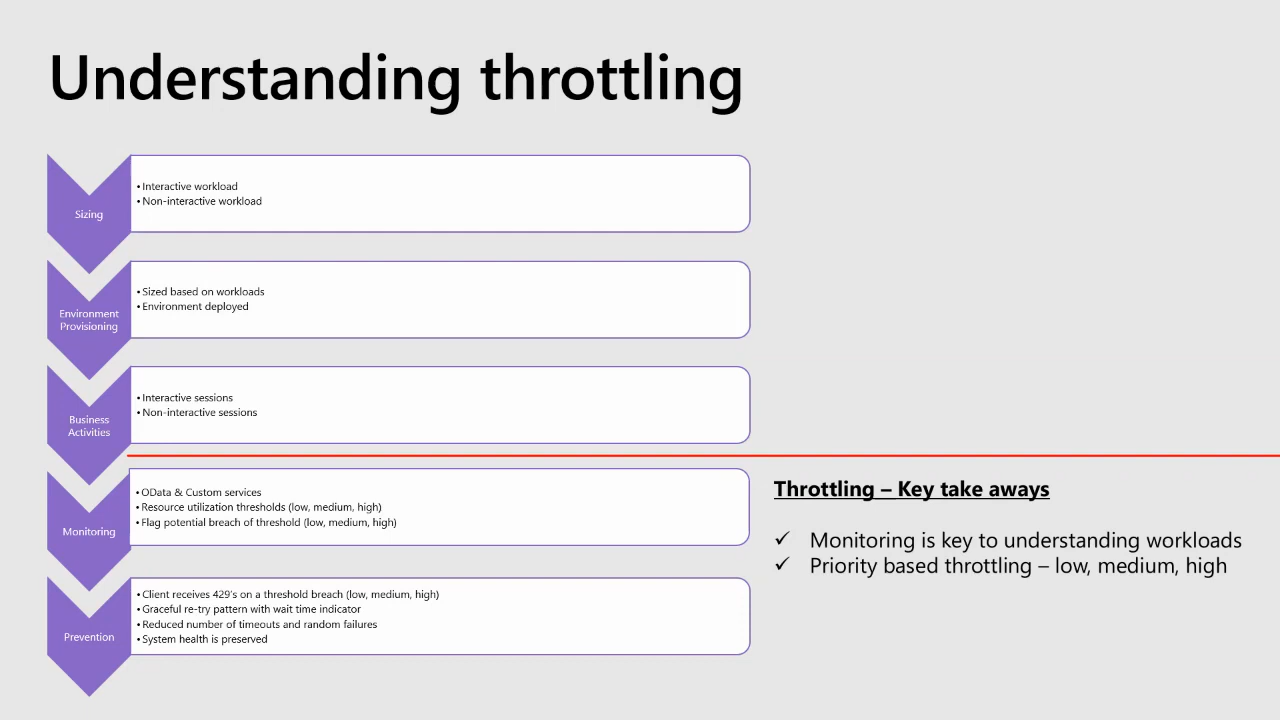 Understanding throttling
Sizing
• Interactive workload
• Non-interactive workload
Environment
Provisioning
• Sized based on workloads
• Environment deployed
Business
Activities
• Interactive sessions
• Non-interactive sessions
Monitoring
• OData & Custom services
• Resource utilization thresholds (low, medium, high)
• Flag potential breach of threshold (low, medium, high)
Prevention
• Client receives 429's on a threshold breach (low, medium, high)
• Graceful re-try pattern with wait time indicator
• Reduced number of timeouts and random failures
• System health is preserved
Throttling – Key take aways
✓ Monitoring is key to understanding workloads
✓ Priority based throttling – low, medium, high